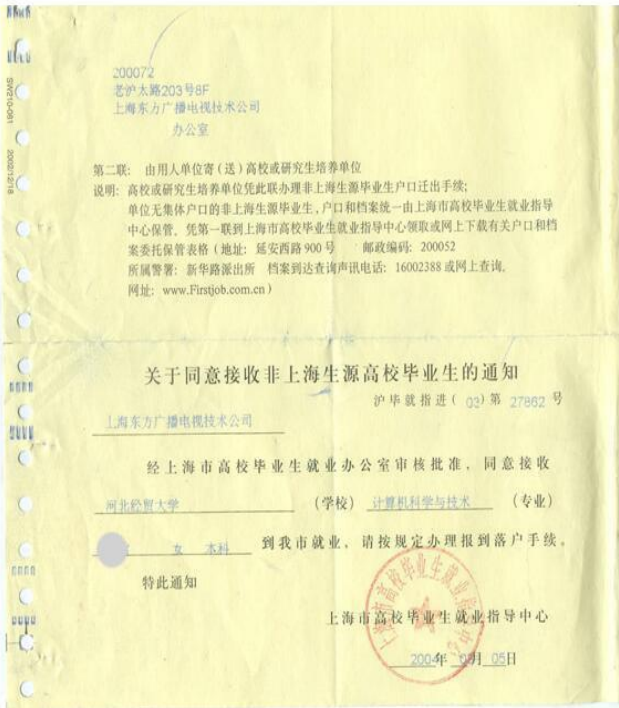 SW210-061 2002/12/18
200072
老沪太路203号8F
上海东方广播电视技术公司
办公室
第二联: 由用人单位寄(送)高校或研究生培养单位
说明: 高校或研究生培养单位凭此联办理非上海生源毕业生户口迁出手续;
单位无集体户口的非上海生源毕业生,户口和档案统一由上海市高校毕业生就业指导
中心保管。凭第一联到上海市高校毕业生就业指导中心领取或网上下载有关户口和档
案委托保管表格(地址: 延安西路900号 邮政编码: 200052
所属警署: 新华路派出所 档案到达查询声讯电话: 16002388或网上查询。
网址: www.Firstjob.com.cn)
关于同意接收非上海生源高校毕业生的通知
沪毕就指进( 03)第 27862 号
上海东方广播电视技术公司
经上海市高校毕业生就业办公室审核批准,同意接收
河北经贸大学 (学校) 计算机科学与技术 (专业)
女 本科 到我市就业,请按规定办理报到落户手续。
特此通知
上海市高校毕业生就业指导中心
2004年 月 05日